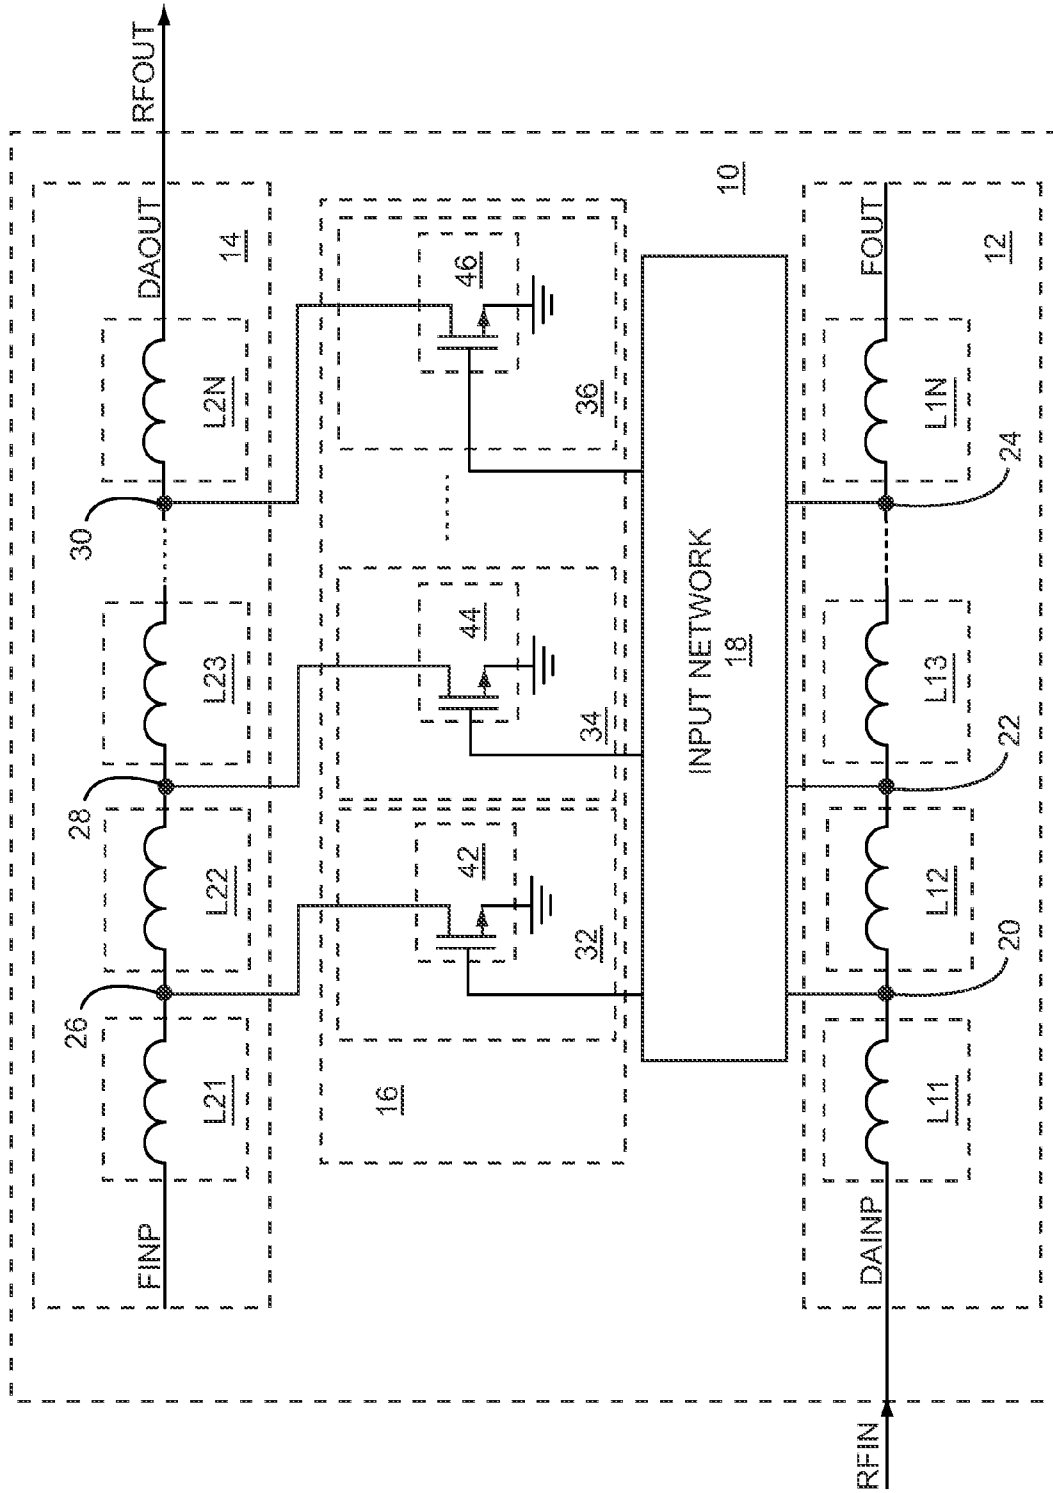 RFOUT
FINP
L21
26
L22
28
L23
30
L2N
DAOUT
14
16
42
32
44
34
46
36
10
INPUT NETWORK
18
RFIN
DAINP
L11
20
L12
22
L13
24
L1N
FOUT
12